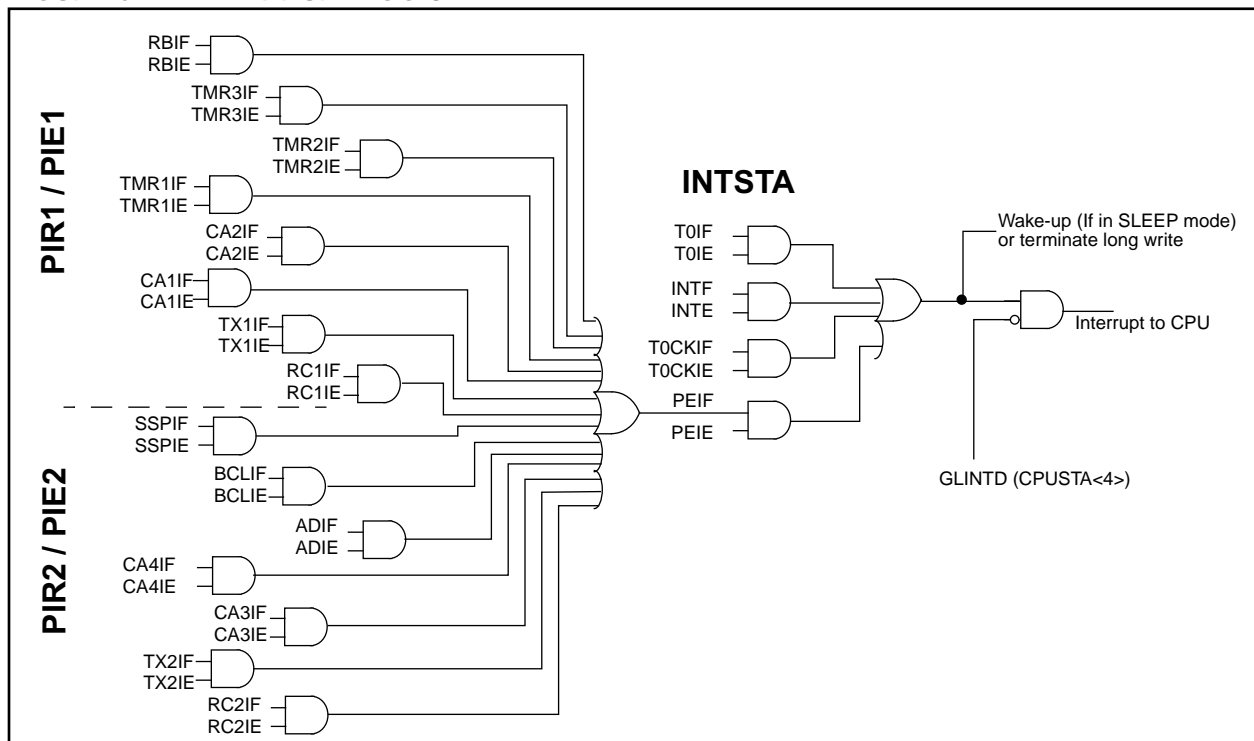 RBIF
RBIE
TMR3IF
TMR3IE
TMR2IF
TMR2IE
TMR1IF
TMR1IE
CA2IF
CA2IE
CA1IF
CA1IE
TX1IF
TX1IE
RC1IF
RC1IE
SSPIF
SSPIE
BCLIF
BCLIE
ADIF
ADIE
CA4IF
CA4IE
CA3IF
CA3IE
TX2IF
TX2IE
RC2IF
RC2IE
PIR1 / PIE1
PIR2 / PIE2
INTSTA
T0IF
T0IE
INTF
INTE
T0CKIF
T0CKIE
PEIF
PEIE
Wake-up (If in SLEEP mode)
or terminate long write
Interrupt to CPU
GLINTD (CPUSTA<4>)